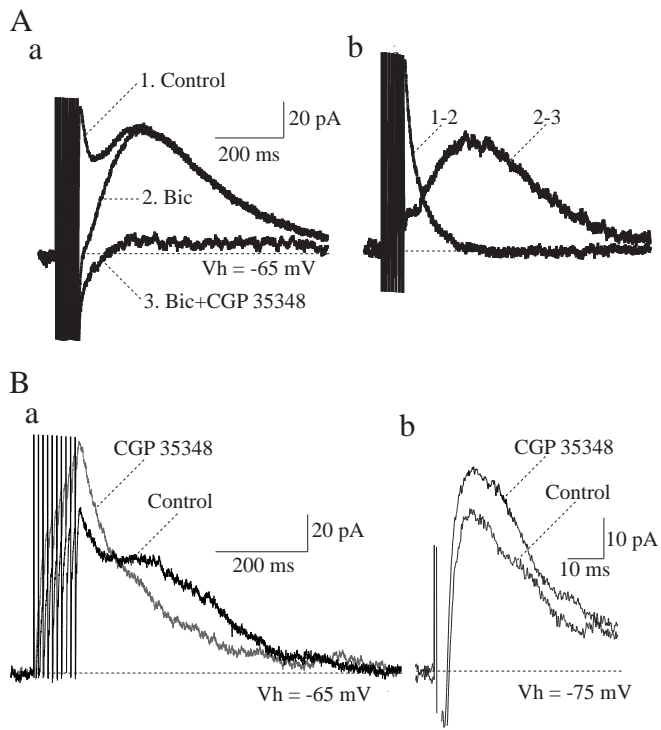 A
a
b
1. Control
20 pA
200 ms
1-2
2-3
2. Bic
Vh = -65 mV
3. Bic+CGP 35348
B
a
b
CGP 35348
CGP 35348
Control
Control
20 pA
200 ms
10 pA
10 ms
Vh = -65 mV
Vh = -75 mV